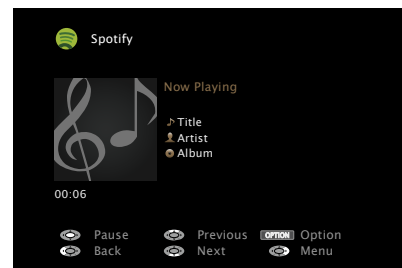 Spotify
Now Playing
Title
Artist
Album
00:06
Pause Previous OPTION Option
Back Next Menu